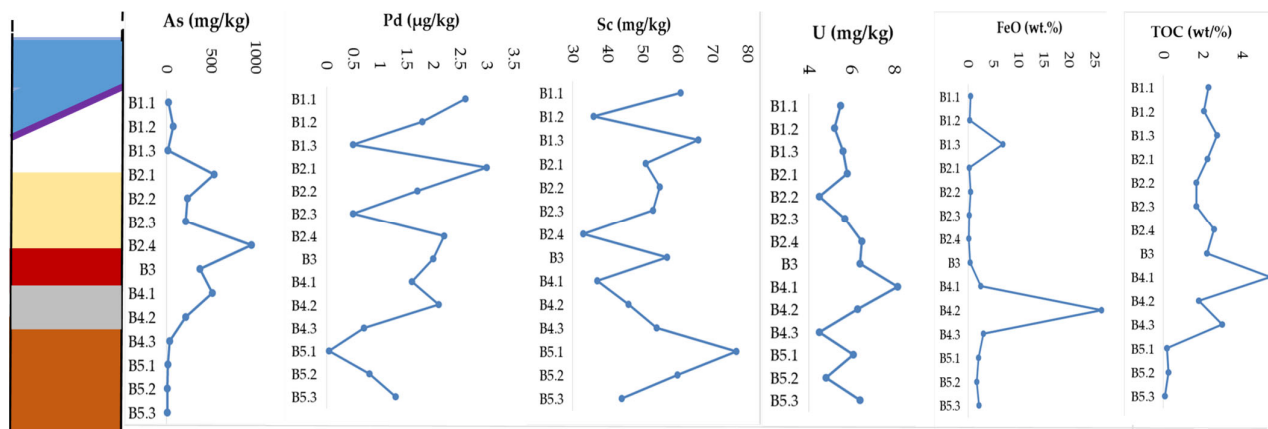 As (mg/kg)
0
500
1000
B1.1
B1.2
B1.3
B2.1
B2.2
B2.3
B2.4
B3
B4.1
B4.2
B4.3
B5.1
B5.2
B5.3
Pd (µg/kg)
0.5
1
1.5
2
2.5
3
3.5
B1.1
B1.2
B1.3
B2.1
B2.2
B2.3
B2.4
B3
B4.1
B4.2
B4.3
B5.1
B5.2
B5.3
Sc (mg/kg)
30
40
50
60
70
80
B1.1
B1.2
B1.3
B2.1
B2.2
B2.3
B2.4
B3
B4.1
B4.2
B4.3
B5.1
B5.2
B5.3
U (mg/kg)
4
6
8
B1.1
B1.2
B1.3
B2.1
B2.2
B2.3
B2.4
B3
B4.1
B4.2
B4.3
B5.1
B5.2
B5.3
FeO (wt.%)
0 5 10 15 20 25
B1.1
B1.2
B1.3
B2.1
B2.2
B2.3
B2.4
B3
B4.1
B4.2
B4.3
B5.1
B5.2
B5.3
TOC (wt/%)
0 2 4
B1.1
B1.2
B1.3
B2.1
B2.2
B2.3
B2.4
B3
B4.1
B4.2
B4.3
B5.1
B5.2
B5.3